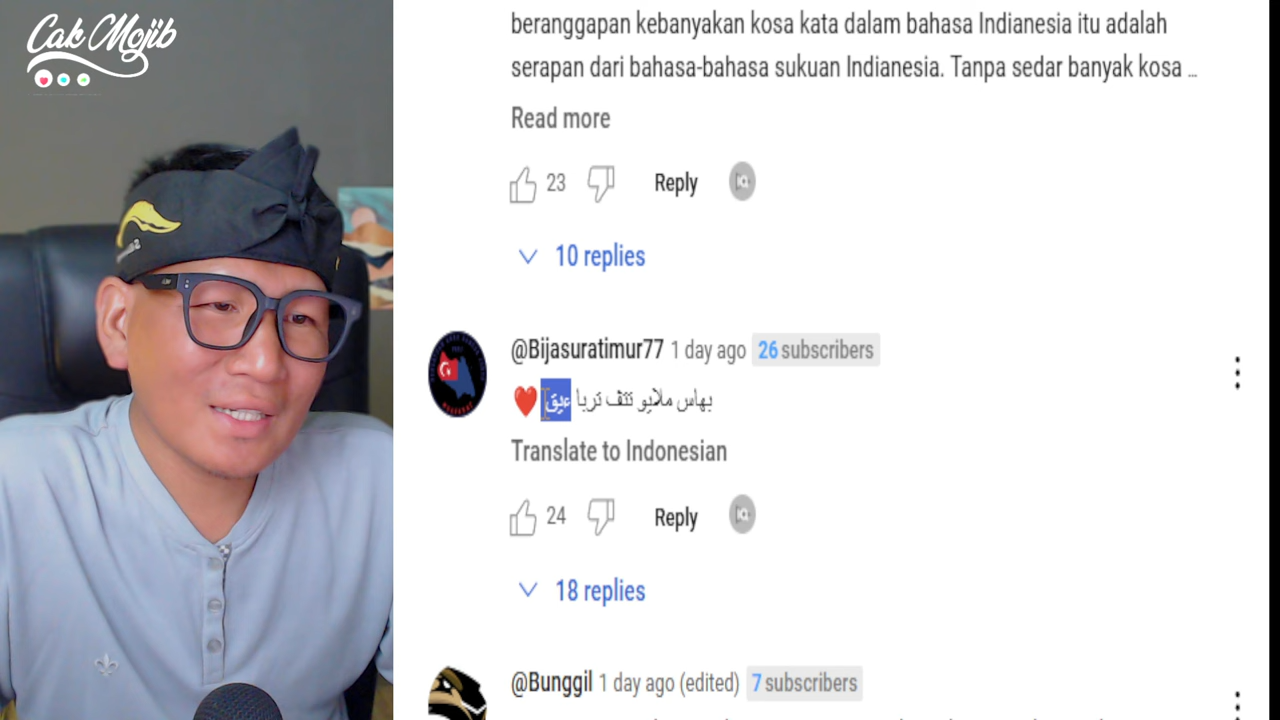 Cak Mojib
beranggapan kebanyakan kosa kata dalam bahasa Indianesia itu adalah
serapan dari bahasa-bahasa sukuan Indianesia. Tanpa sedar banyak kosa ...
Read more
23 Reply
10 replies
@Bijasuratimur77 1 day ago 26 subscribers
بهاس ملايو تتڤ تربا عيق ❤️
Translate to Indonesian
24 Reply
18 replies
@Bunggil 1 day ago (edited) 7 subscribers